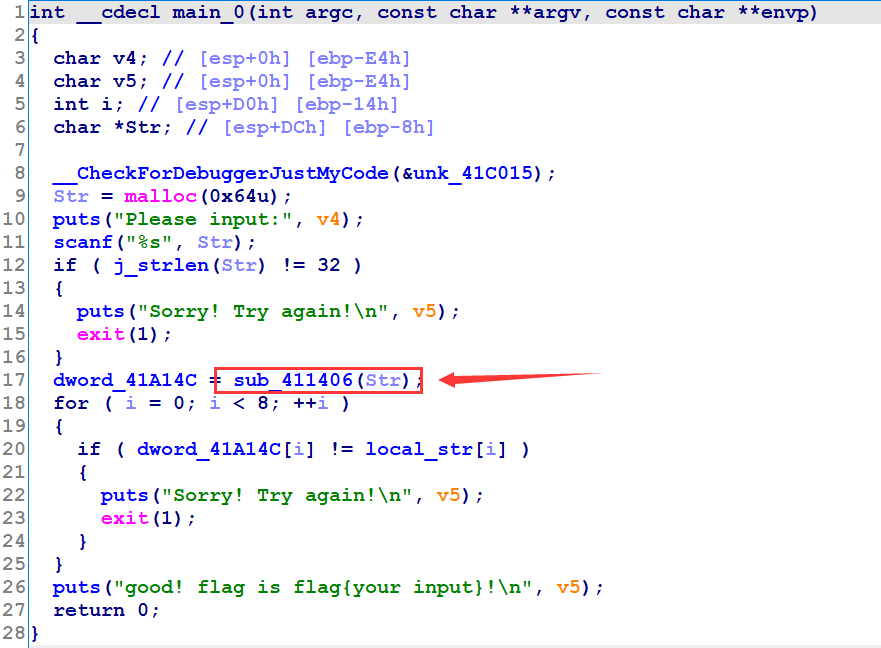 1 int __cdecl main_0(int argc, const char **argv, const char **envp)
2 {
3 char v4; // [esp+0h] [ebp-E4h]
4 char v5; // [esp+0h] [ebp-E4h]
5 int i; // [esp+D0h] [ebp-14h]
6 char *Str; // [esp+DCh] [ebp-8h]
7
8 __CheckForDebuggerJustMyCode(&unk_41C015);
9 Str = malloc(0x64u);
10 puts("Please input:", v4);
11 scanf("%s", Str);
12 if ( j_strlen(Str) != 32 )
13 {
14 puts("Sorry! Try again!\n", v5);
15 exit(1);
16 }
17 dword_41A14C = sub_411406(Str);
18 for ( i = 0; i < 8; ++i )
19 {
20 if ( dword_41A14C[i] != local_str[i] )
21 {
22 puts("Sorry! Try again!\n", v5);
23 exit(1);
24 }
25 }
26 puts("good! flag is flag{your input}!\n", v5);
27 return 0;
28 }